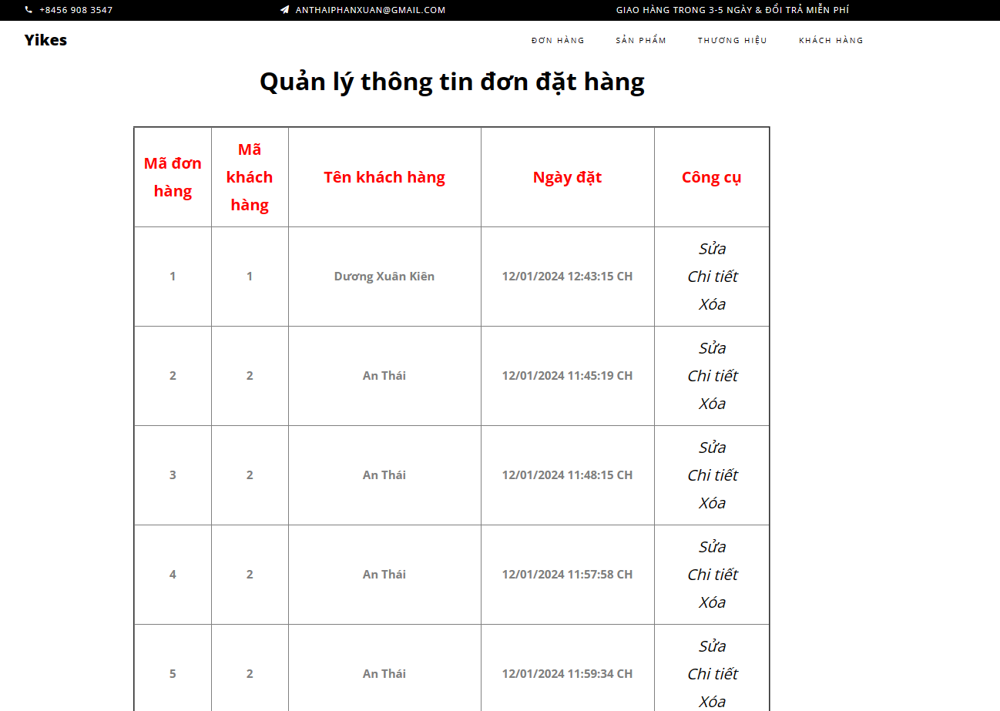 +8456 908 3547
ANTHAIPHANXUAN@GMAIL.COM
GIAO HÀNG TRONG 3-5 NGÀY & ĐỔI TRẢ MIỄN PHÍ
Yikes
ĐƠN HÀNG
SẢN PHẨM
THƯƠNG HIỆU
KHÁCH HÀNG
Quản lý thông tin đơn đặt hàng
Mã đơn
hàng
Mã
khách
hàng
Tên khách hàng
Ngày đặt
Công cụ
1
1
Dương Xuân Kiên
12/01/2024 12:43:15 CH
Sửa
Chi tiết
Xóa
2
2
An Thái
12/01/2024 11:45:19 CH
Sửa
Chi tiết
Xóa
3
2
An Thái
12/01/2024 11:48:15 CH
Sửa
Chi tiết
Xóa
4
2
An Thái
12/01/2024 11:57:58 CH
Sửa
Chi tiết
Xóa
5
2
An Thái
12/01/2024 11:59:34 CH
Sửa
Chi tiết
Xóa